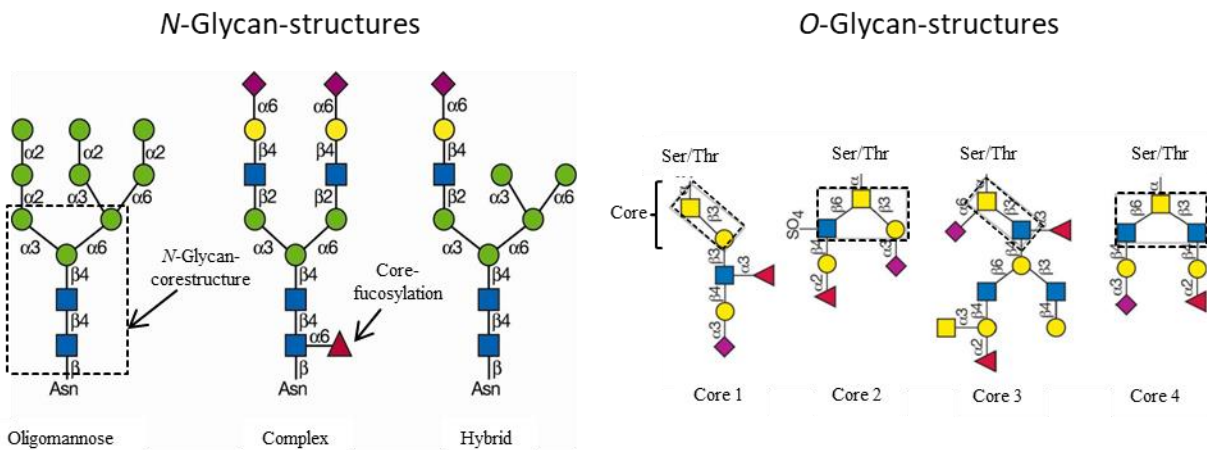 N-Glycan-structures
O-Glycan-structures
α2
α2
α2
α2
α3
α6
α3
α6
β4
β4
β
Asn
Oligomannose
N-Glycan-
corestructure
α6
α6
β4
β4
β2
β2
α3
α6
β4
β4
α6
β
Asn
Complex
Core-
fucosylation
α6
β4
β2
α3
α6
α3
α6
β4
β4
β
Asn
Hybrid
Core
Ser/Thr
α
β3
β3
α3
β4
α3
Core 1
Ser/Thr
α
β6
β3
SO4
β4
α3
α2
Core 2
Ser/Thr
α
α6
β3
α3
β4
β6
β3
β4
β4
α3
α2
Core 3
Ser/Thr
α
β6
β3
β4
β4
α3
α2
Core 4